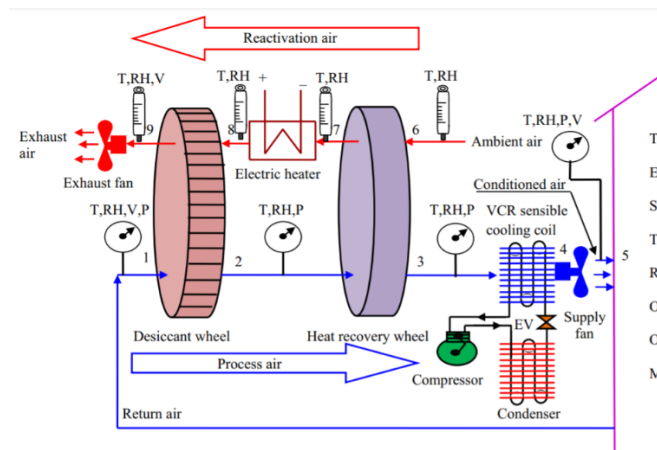 Reactivation air
T,RH,V
T,RH
+
–
T,RH
T,RH
T,RH,P,V
9
8
7
6
Exhaust
air
Ambient air
Exhaust fan
Electric heater
Conditioned air
T,RH,V,P
T,RH,P
T,RH,P
VCR sensible
cooling coil
4
5
1
2
3
Desiccant wheel
Heat recovery wheel
EV
Supply
fan
Process air
Compressor
Condenser
Return air
T
E
S
T
R
O
O
M